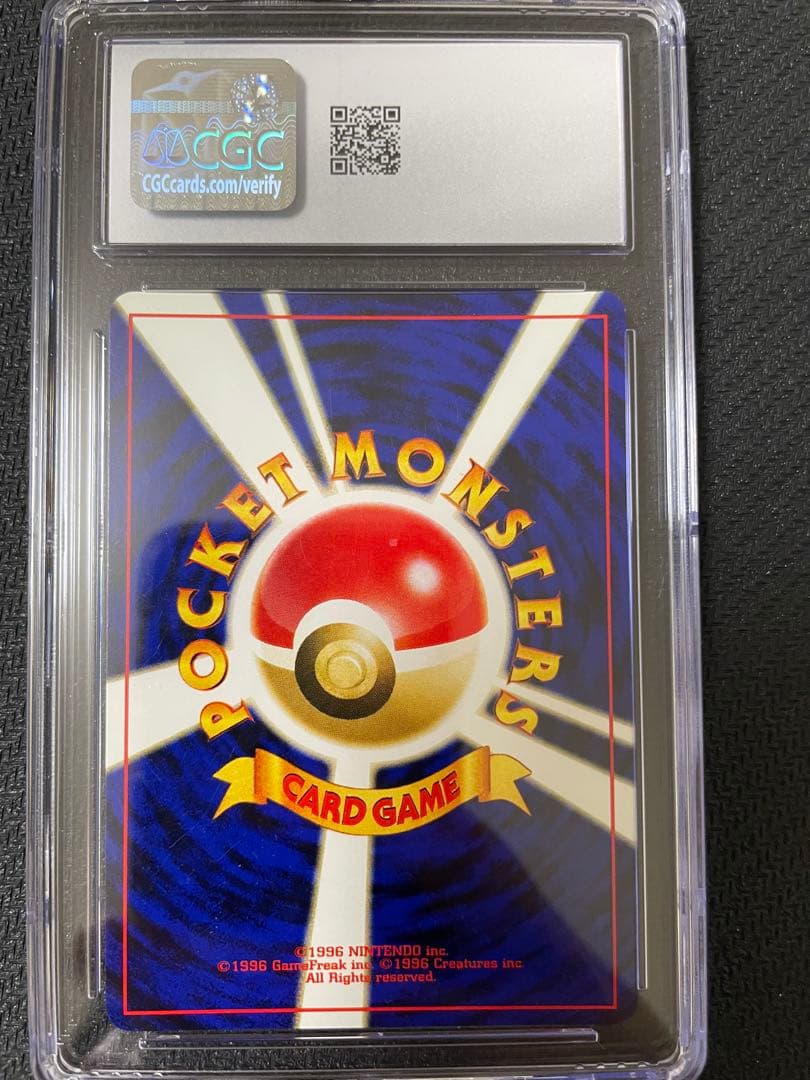 CGC
CGCcards.com/verify
POCKET MONSTERS
CARD GAME
©1996 NINTENDO inc.
©1996 GameFreak inc. ©1996 Creatures inc.
All Rights reserved.